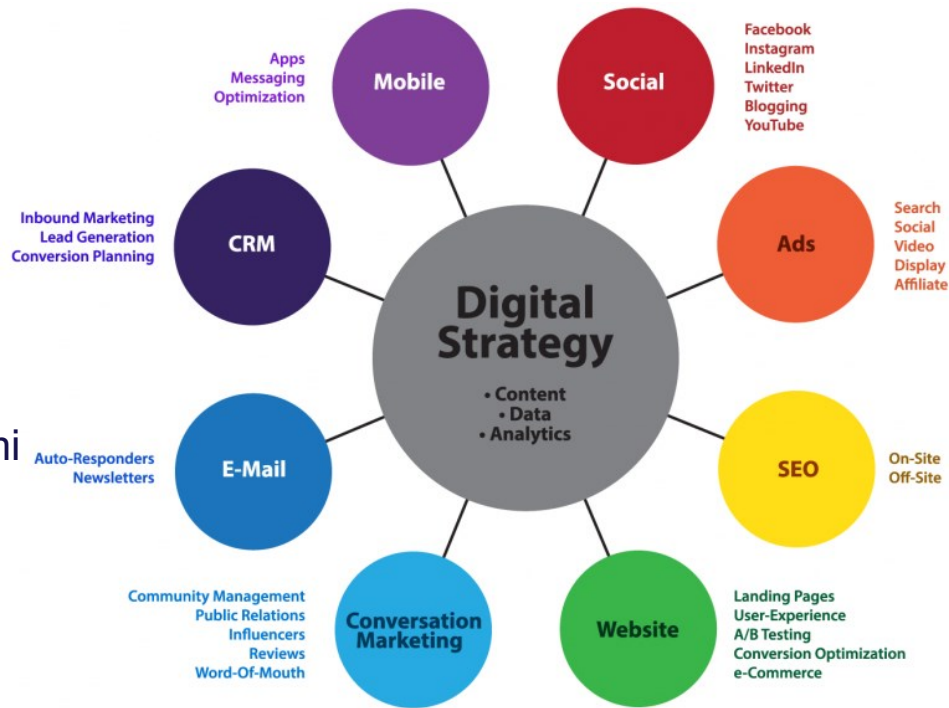 Digital
Strategy
• Content
• Data
• Analytics
Mobile
Apps
Messaging
Optimization
Social
Facebook
Instagram
LinkedIn
Twitter
Blogging
YouTube
Ads
Search
Social
Video
Display
Affiliate
SEO
On-Site
Off-Site
Website
Landing Pages
User-Experience
A/B Testing
Conversion Optimization
e-Commerce
Conversation
Marketing
Community Management
Public Relations
Influencers
Reviews
Word-Of-Mouth
E-Mail
Auto-Responders
Newsletters
CRM
Inbound Marketing
Lead Generation
Conversion Planning